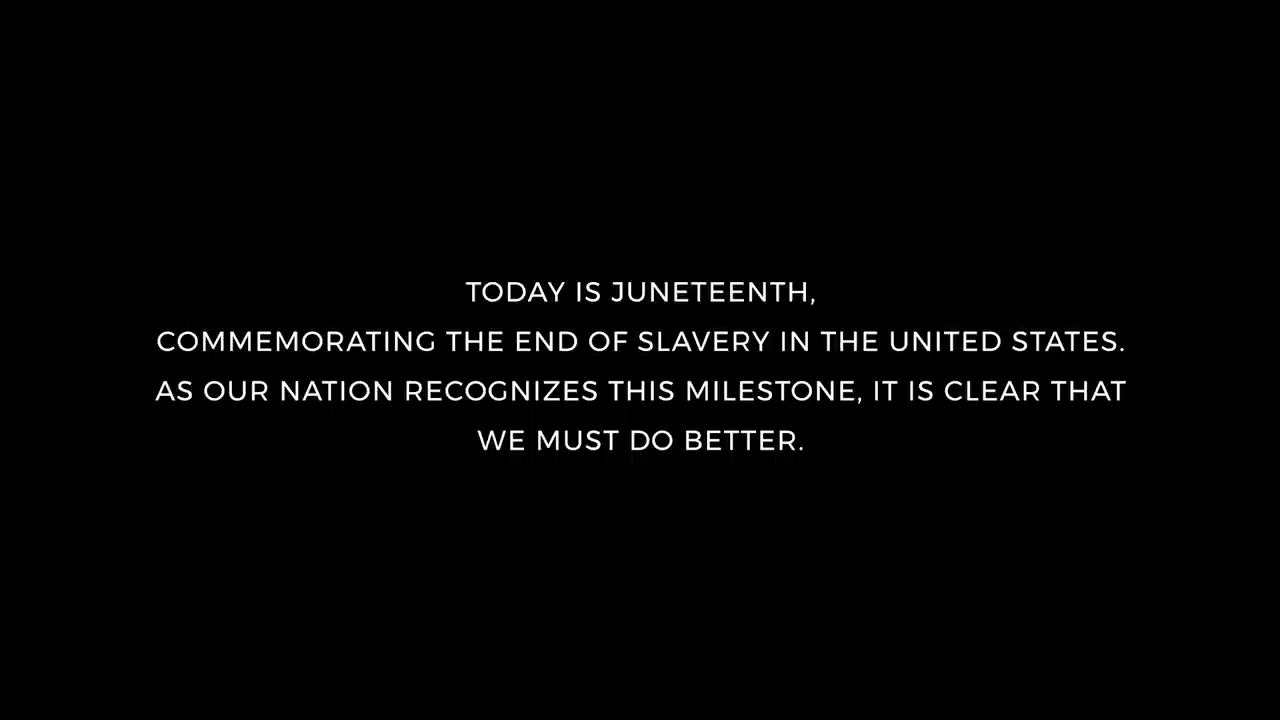 TODAY IS JUNETEENTH,
COMMEMORATING THE END OF SLAVERY IN THE UNITED STATES.
AS OUR NATION RECOGNIZES THIS MILESTONE, IT IS CLEAR THAT
WE MUST DO BETTER.